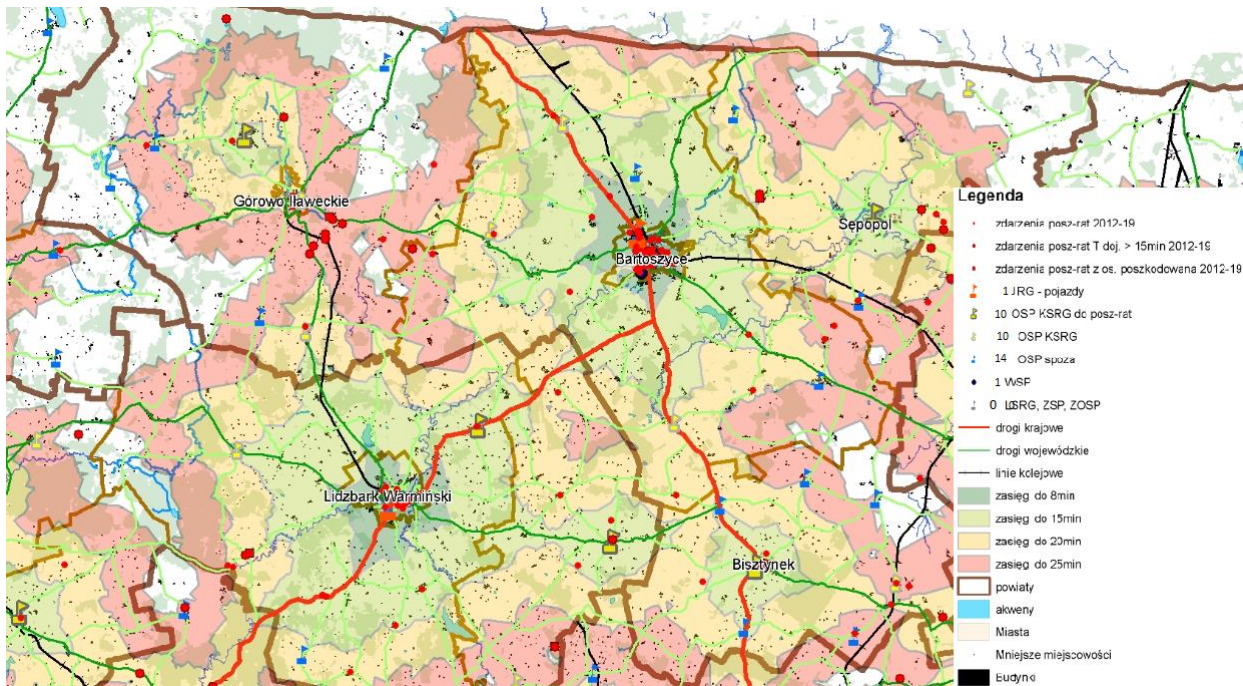 Górowo Iławeckie
Sępopol
Bartoszyce
Lidzbark Warmiński
Bisztynek
Legenda
zdarzenia posz-rat 2012-19
zdarzenia posz-rat T doj. > 15min 2012-19
zdarzenia posz-rat z os. poszkodowana 2012-19
1 JRG - pojazdy
10 OSP KSRG do posz-rat
10 OSP KSRG
14 OSP spoza
1 WSP
0 LSRG, ZSP, ZOSP
drogi krajowe
drogi wojewódzkie
linie kolejowe
zasięg do 8min
zasięg do 15min
zasięg do 20min
zasięg do 25min
powiaty
akweny
Miasta
Mniejsze miejscowości
Budynki